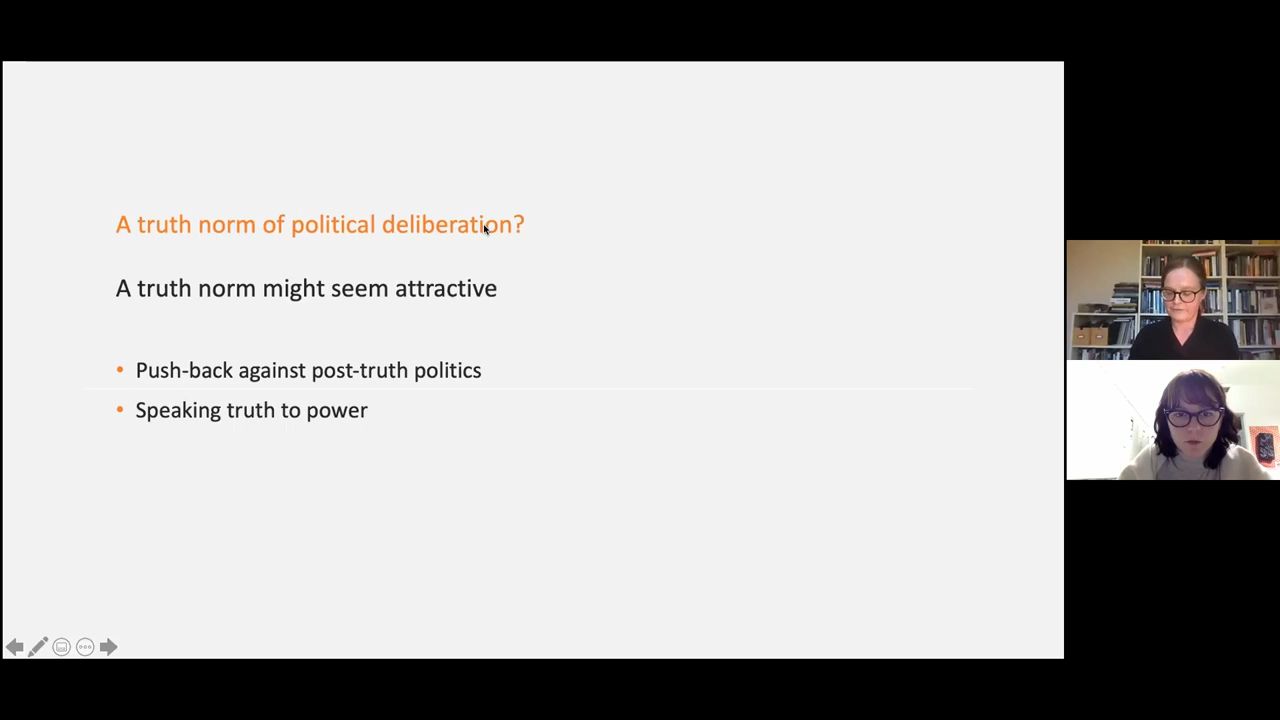 A truth norm of political deliberation?
A truth norm might seem attractive
• Push-back against post-truth politics
• Speaking truth to power